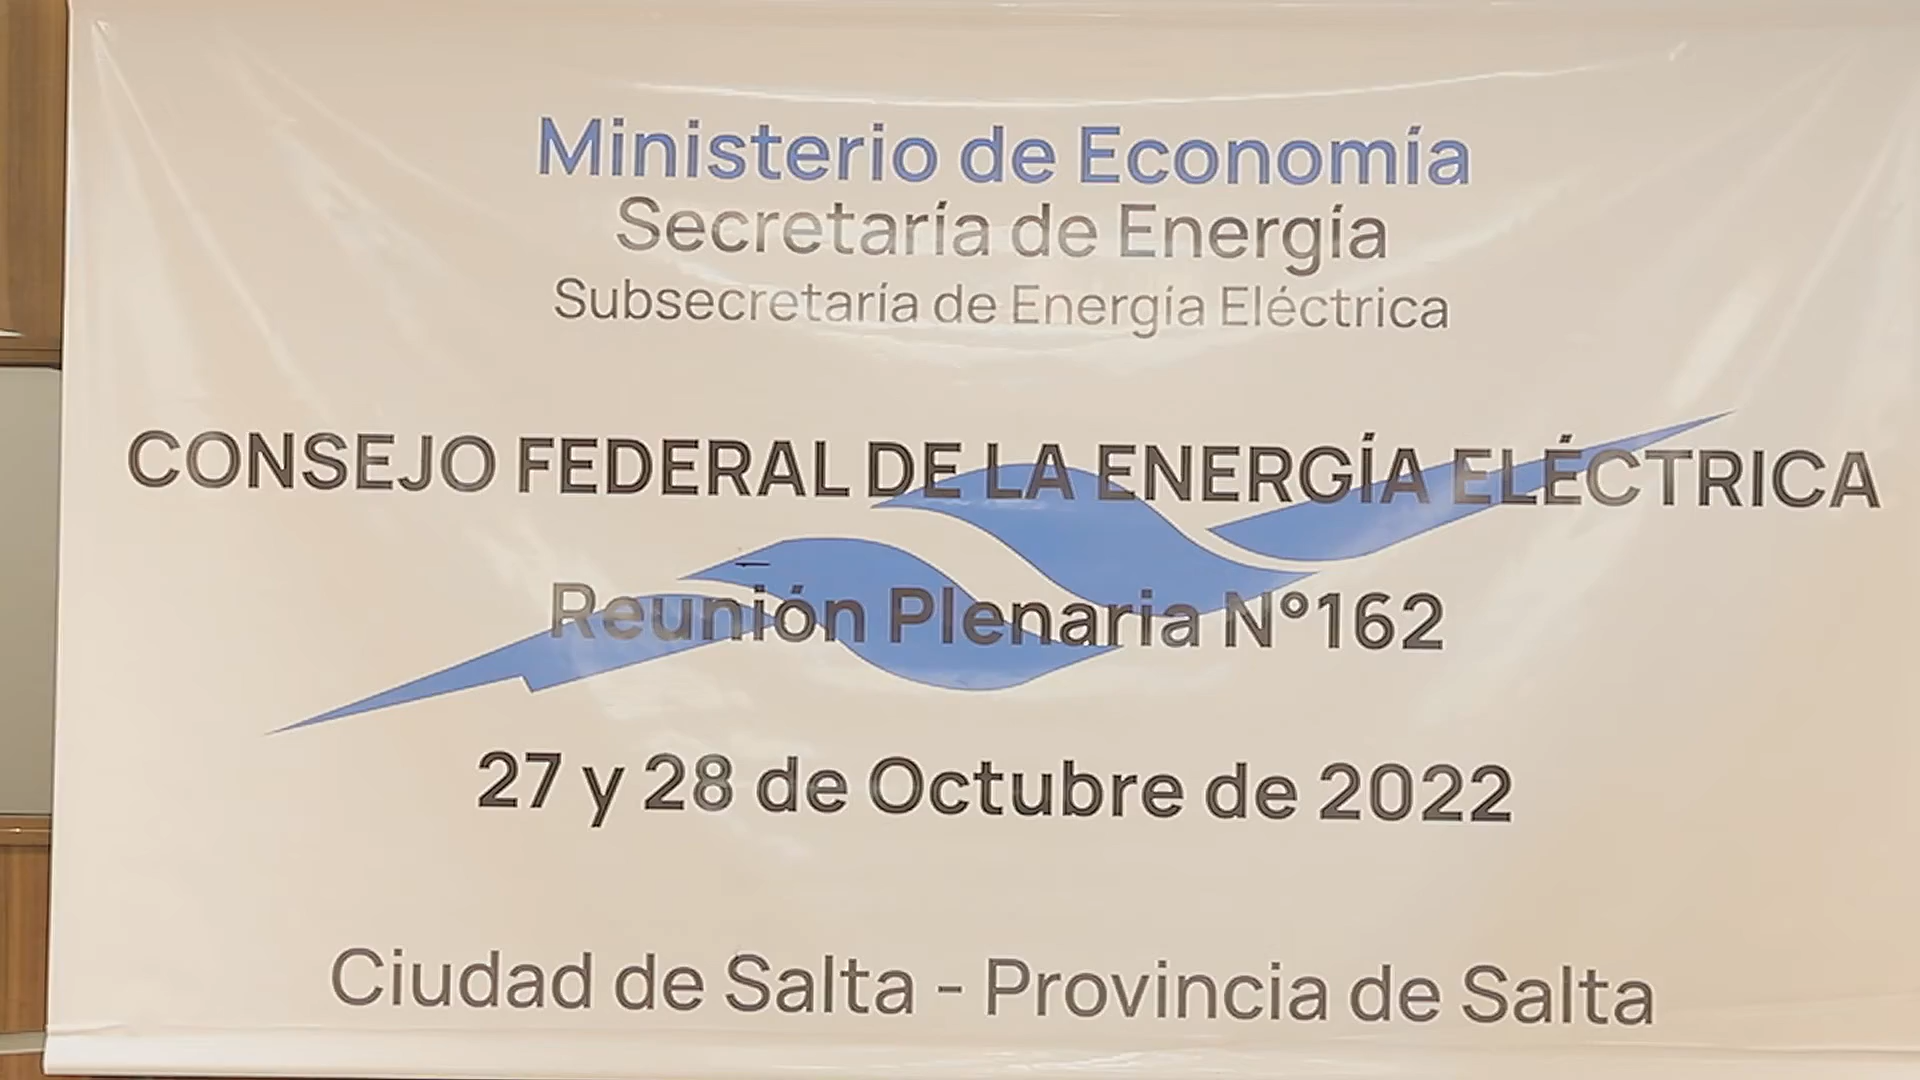 Ministerio de Economía
Secretaría de Energía
Subsecretaría de Energía Eléctrica
CONSEJO FEDERAL DE LA ENERGÍA ELÉCTRICA
Reunión Plenaria N°162
27 y 28 de Octubre de 2022
Ciudad de Salta - Provincia de Salta